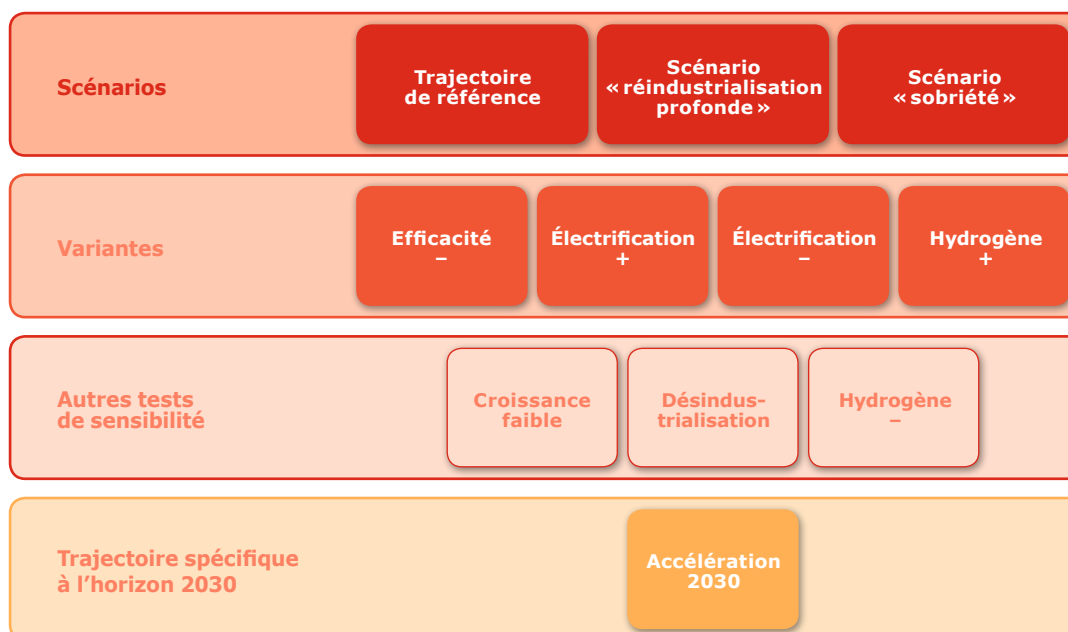 Scénarios
Trajectoire
de référence
Scénario
« réindustrialisation
profonde »
Scénario
« sobriété »
Variantes
Efficacité
–
Électrification
+
Électrification
–
Hydrogène
+
Autres tests
de sensibilité
Croissance
faible
Désindus-
trialisation
Hydrogène
–
Trajectoire spécifique
à l’horizon 2030
Accélération
2030